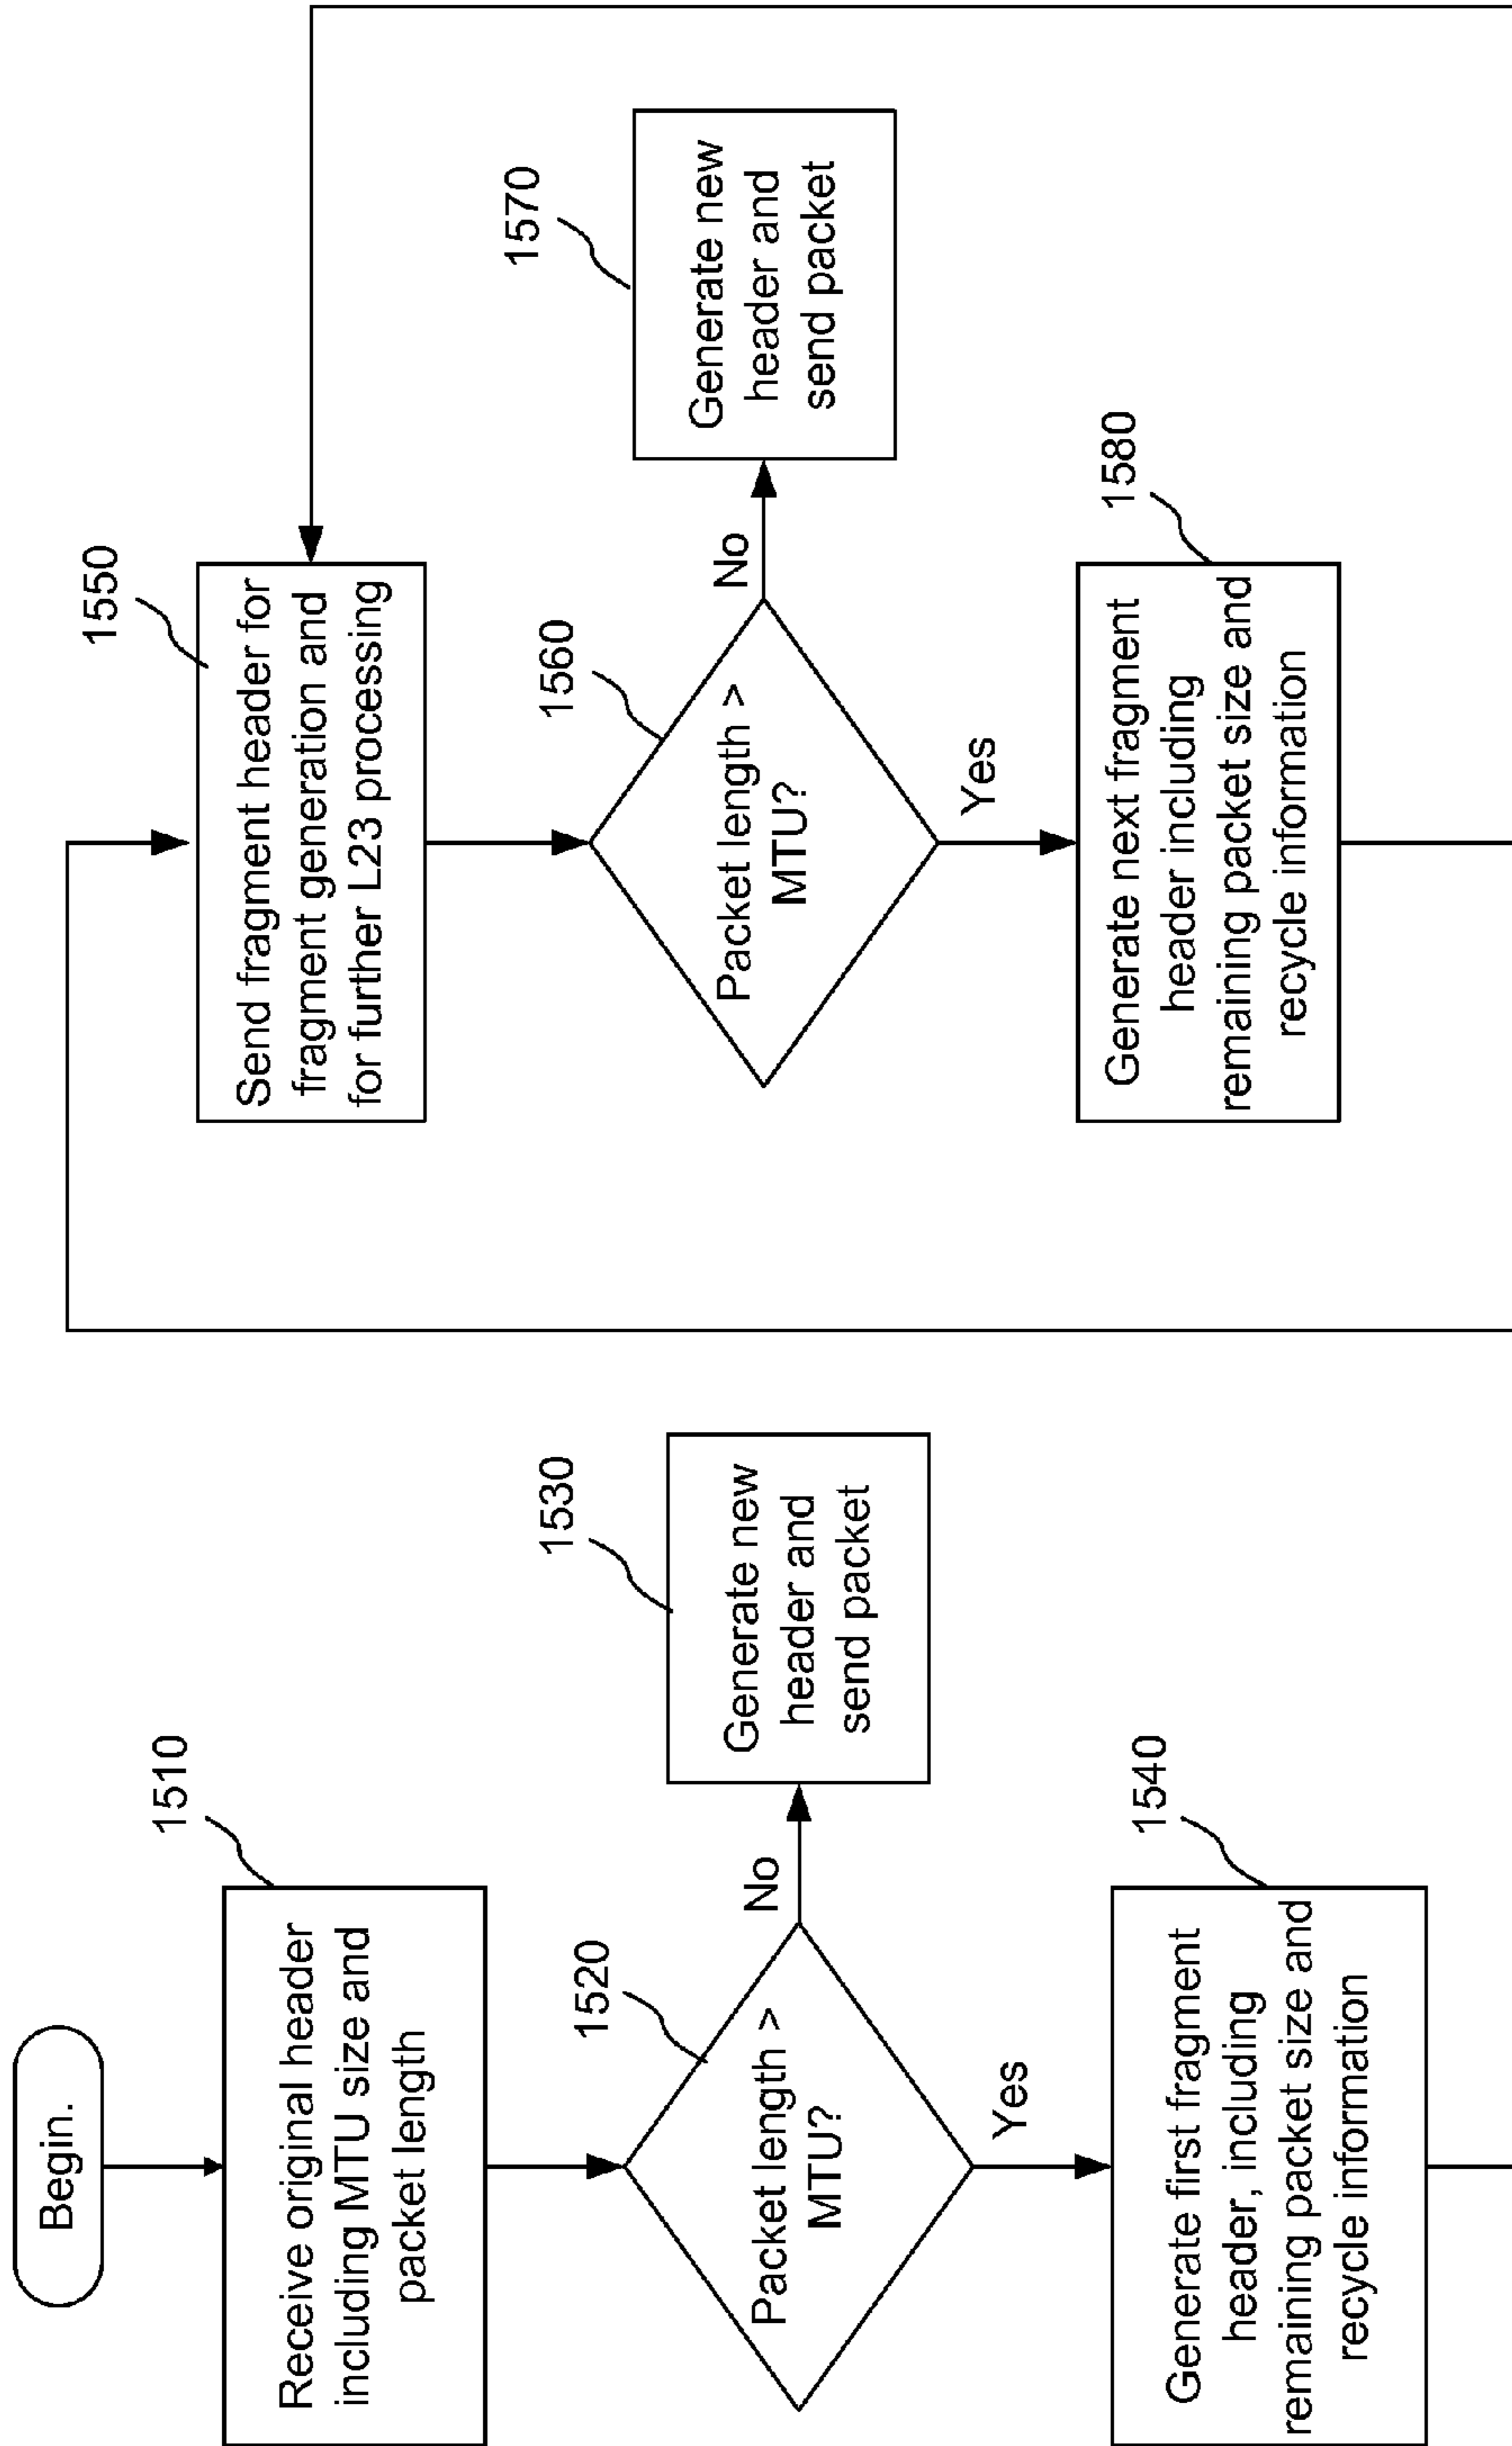 Begin.
1510
Receive original header
including MTU size and
packet length
1520
Packet length >
MTU?
No
1530
Generate new
header and
send packet
Yes
1540
Generate first fragment
header, including
remaining packet size and
recycle information
1550
Send fragment header for
fragment generation and
for further L23 processing
1560
Packet length >
MTU?
No
1570
Generate new
header and
send packet
Yes
1580
Generate next fragment
header including
remaining packet size and
recycle information